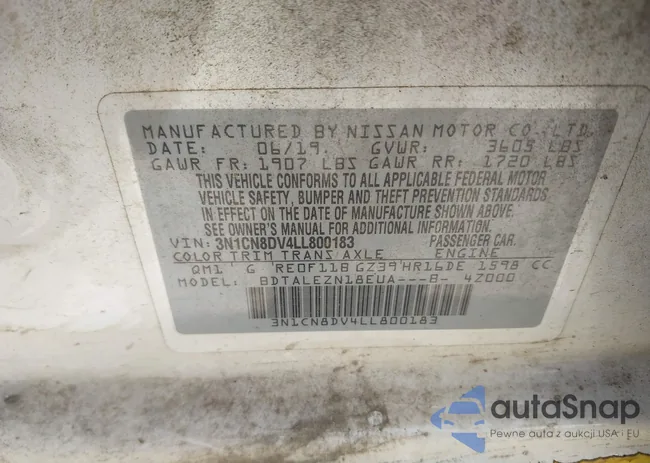 MANUFACTURED BY NISSAN MOTOR CO., LTD.
DATE: 06/19. GVWR: 3609 LBS
GAWR FR: 1907 LBS GAWR RR: 1720 LBS
THIS VEHICLE CONFORMS TO ALL APPLICABLE FEDERAL MOTOR
VEHICLE SAFETY, BUMPER AND THEFT PREVENTION STANDARDS
IN EFFECT ON THE DATE OF MANUFACTURE SHOWN ABOVE.
SEE OWNER'S MANUAL FOR ADDITIONAL INFORMATION.
VIN: 3N1CN8DV4LL800183 PASSENGER CAR.
COLOR TRIM TRANS AXLE ENGINE
QM1 G RE0F11B GZ39 HR16DE 1598 CC
MODEL: BDTALEZN18EUA---B- 4Z000
3N1CN8DV4LL800183
autaSnap
Pewne auta z aukcji USA i EU